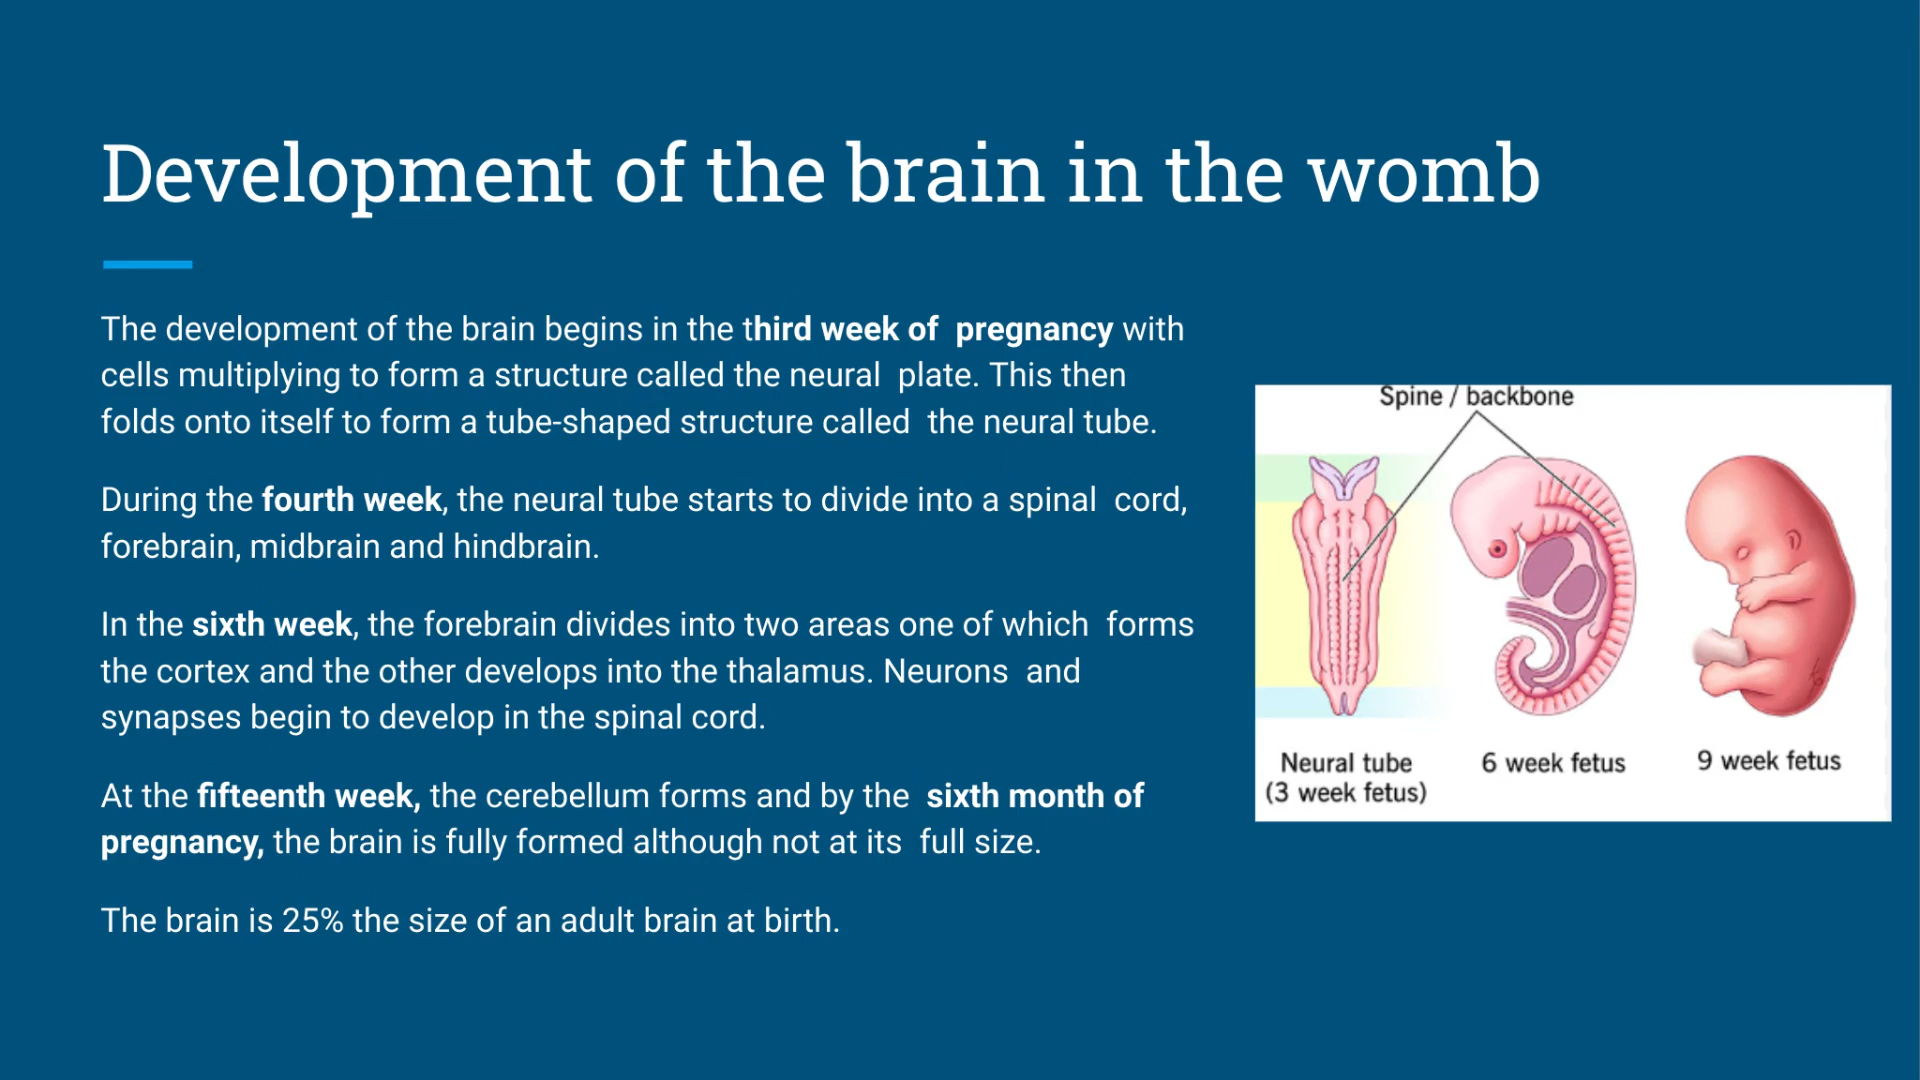 Development of the brain in the womb
The development of the brain begins in the third week of  pregnancy with
cells multiplying to form a structure called the neural  plate. This then
folds onto itself to form a tube-shaped structure called  the neural tube.
During the fourth week, the neural tube starts to divide into a spinal  cord,
forebrain, midbrain and hindbrain.
In the sixth week, the forebrain divides into two areas one of which  forms
the cortex and the other develops into the thalamus. Neurons  and
synapses begin to develop in the spinal cord.
At the fifteenth week, the cerebellum forms and by the  sixth month of
pregnancy, the brain is fully formed although not at its  full size.
The brain is 25% the size of an adult brain at birth.
Spine / backbone
Neural tube
(3 week fetus)
6 week fetus
9 week fetus